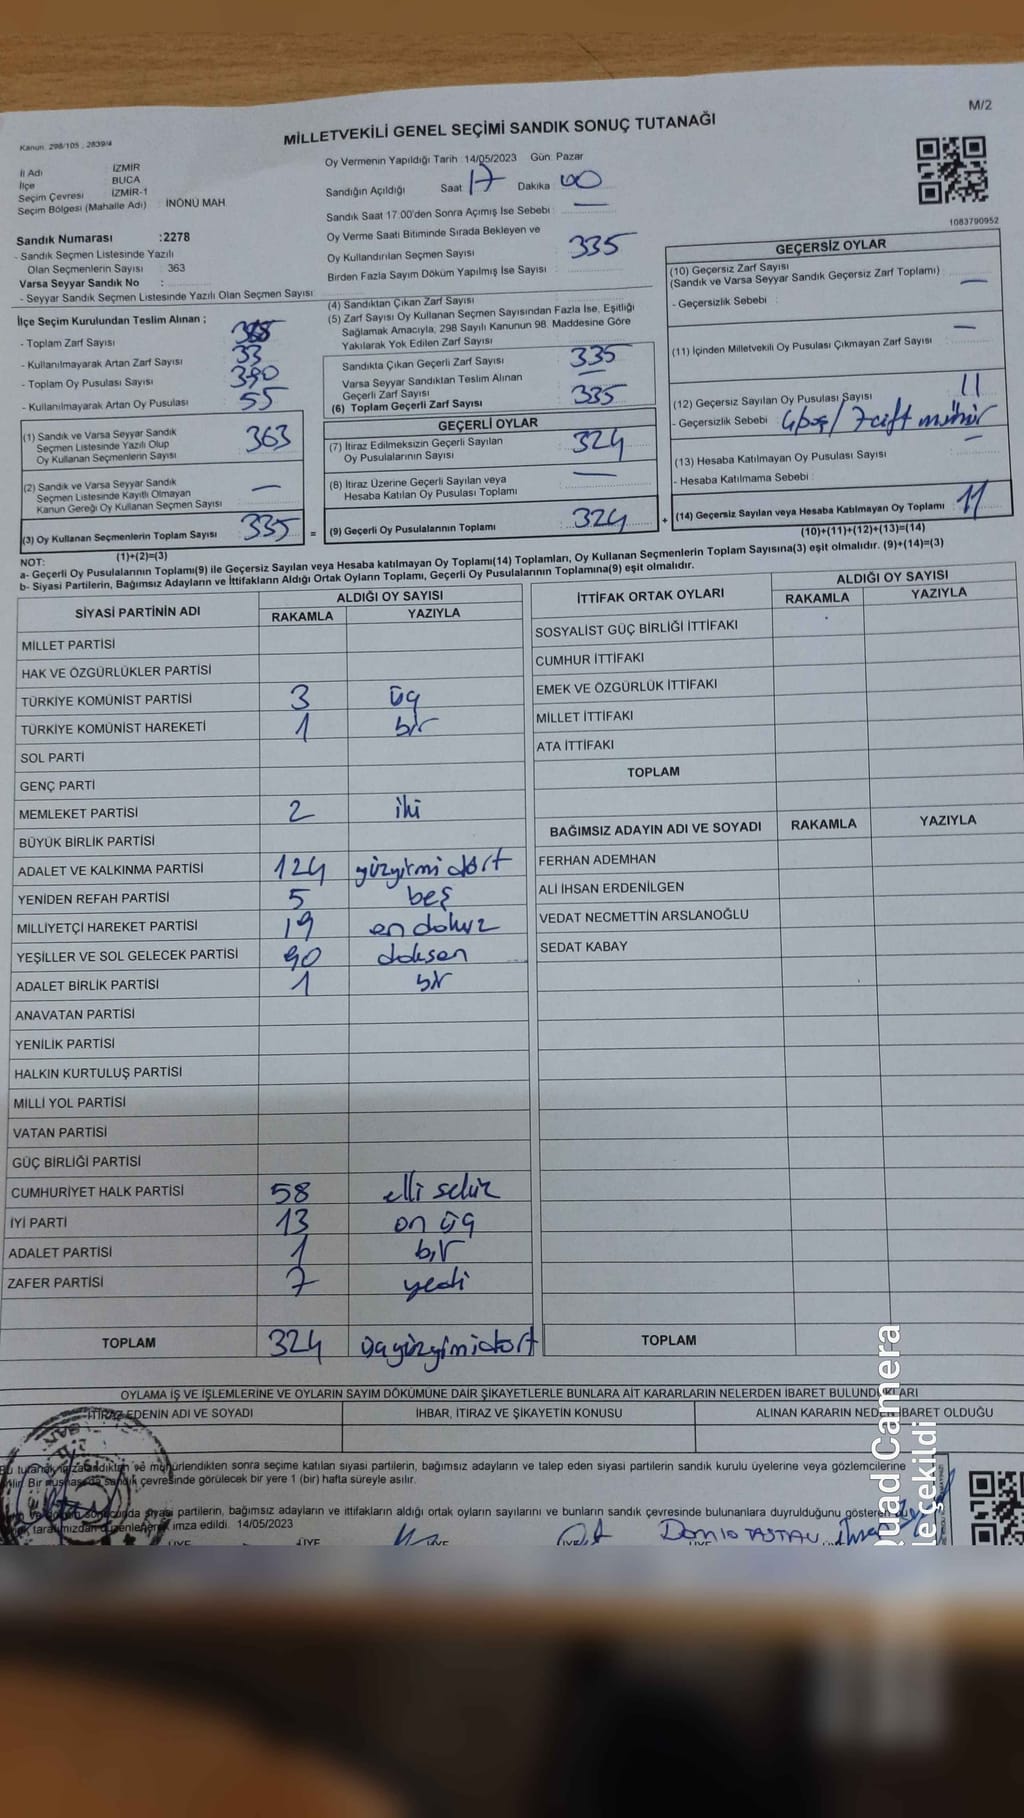 M/2
Kanun. 298/105 , 2839/4
MİLLETVEKİLİ GENEL SEÇİMİ SANDIK SONUÇ TUTANAĞI
İl Adı : İZMİR
İlçe : BUCA
Seçim Çevresi : İZMİR-1
Seçim Bölgesi (Mahalle Adı) : İNÖNÜ MAH
Sandık Numarası :2278
- Sandık Seçmen Listesinde Yazılı
Olan Seçmenlerin Sayısı : 363
Varsa Seyyar Sandık No :
- Seyyar Sandık Seçmen Listesinde Yazılı Olan Seçmen Sayısı
Oy Vermenin Yapıldığı Tarih 14/05/2023 Gün: Pazar
Sandığın Açıldığı Saat 17 Dakika 00
Sandık Saat 17:00'den Sonra Açılmış İse Sebebi : —
Oy Verme Saati Bitiminde Sırada Bekleyen ve
Oy Kullandırılan Seçmen Sayısı 335
Birden Fazla Sayım Döküm Yapılmış İse Sayısı
1083790952
İlçe Seçim Kurulundan Teslim Alınan ;
- Toplam Zarf Sayısı
- Kullanılmayarak Artan Zarf Sayısı 33
- Toplam Oy Pusulası Sayısı 390
- Kullanılmayarak Artan Oy Pusulası 55
(1) Sandık ve Varsa Seyyar Sandık
Seçmen Listesinde Yazılı Olup
Oy Kullanan Seçmenlerin Sayısı 363
(2) Sandık ve Varsa Seyyar Sandık
Seçmen Listesinde Kayıtlı Olmayan
Kanun Gereği Oy Kullanan Seçmen Sayısı —
(3) Oy Kullanan Seçmenlerin Toplam Sayısı 335 =
(1)+(2)=(3)
(4) Sandıktan Çıkan Zarf Sayısı
(5) Zarf Sayısı Oy Kullanan Seçmen Sayısından Fazla İse, Eşitliği
Sağlamak Amacıyla, 298 Sayılı Kanunun 98. Maddesine Göre
Yakılarak Yok Edilen Zarf Sayısı
Sandıkta Çıkan Geçerli Zarf Sayısı 335
Varsa Seyyar Sandıktan Teslim Alınan
Geçerli Zarf Sayısı —
(6) Toplam Geçerli Zarf Sayısı 335
GEÇERLİ OYLAR
(7) İtiraz Edilmeksizin Geçerli Sayılan
Oy Pusulalarının Sayısı 324
(8) İtiraz Üzerine Geçerli Sayılan veya
Hesaba Katılan Oy Pusulası Toplamı —
(9) Geçerli Oy Pusulalarının Toplamı 324 +
GEÇERSİZ OYLAR
(10) Geçersiz Zarf Sayısı
(Sandık ve Varsa Seyyar Sandık Geçersiz Zarf Toplamı) —
- Geçersizlik Sebebi :
(11) İçinden Milletvekili Oy Pusulası Çıkmayan Zarf Sayısı —
(12) Geçersiz Sayılan Oy Pusulası Sayısı 11
- Geçersizlik Sebebi 4 boş / 7 çift mühür
(13) Hesaba Katılmayan Oy Pusulası Sayısı —
- Hesaba Katılmama Sebebi :
(14) Geçersiz Sayılan veya Hesaba Katılmayan Oy Toplamı 11
(10)+(11)+(12)+(13)=(14)
NOT:
a- Geçerli Oy Pusulalarının Toplamı(9) ile Geçersiz Sayılan veya Hesaba katılmayan Oy Toplamı(14) Toplamları, Oy Kullanan Seçmenlerin Toplam Sayısına(3) eşit olmalıdır. (9)+(14)=(3)
b- Siyasi Partilerin, Bağımsız Adayların ve İttifakların Aldığı Ortak Oyların Toplamı, Geçerli Oy Pusulalarının Toplamına(9) eşit olmalıdır.
SİYASİ PARTİNİN ADI ALDIĞI OY SAYISI
RAKAMLA YAZIYLA
MİLLET PARTİSİ
HAK VE ÖZGÜRLÜKLER PARTİSİ
TÜRKİYE KOMÜNİST PARTİSİ 3 üç
TÜRKİYE KOMÜNİST HAREKETİ 1 bir
SOL PARTİ
GENÇ PARTİ
MEMLEKET PARTİSİ 2 iki
BÜYÜK BİRLİK PARTİSİ
ADALET VE KALKINMA PARTİSİ 124 yüzyirmi dört
YENİDEN REFAH PARTİSİ 5 beş
MİLLİYETÇİ HAREKET PARTİSİ 19 on dokuz
YEŞİLLER VE SOL GELECEK PARTİSİ 90 doksan
ADALET BİRLİK PARTİSİ 1 bir
ANAVATAN PARTİSİ
YENİLİK PARTİSİ
HALKIN KURTULUŞ PARTİSİ
MİLLİ YOL PARTİSİ
VATAN PARTİSİ
GÜÇ BİRLİĞİ PARTİSİ
CUMHURİYET HALK PARTİSİ 58 elli sekiz
İYİ PARTİ 13 on üç
ADALET PARTİSİ 1 bir
ZAFER PARTİSİ 7 yedi
TOPLAM 324 üçyüzyimidört
İTTİFAK ORTAK OYLARI ALDIĞI OY SAYISI
RAKAMLA YAZIYLA
SOSYALİST GÜÇ BİRLİĞİ İTTİFAKI
CUMHUR İTTİFAKI
EMEK VE ÖZGÜRLÜK İTTİFAKI
MİLLET İTTİFAKI
ATA İTTİFAKI
TOPLAM
BAĞIMSIZ ADAYIN ADI VE SOYADI RAKAMLA YAZIYLA
FERHAN ADEMHAN
ALİ İHSAN ERDENİLGEN
VEDAT NECMETTİN ARSLANOĞLU
SEDAT KABAY
TOPLAM
OYLAMA İŞ VE İŞLEMLERİNE VE OYLARIN SAYIM DÖKÜMÜNE DAİR ŞİKAYETLERLE BUNLARA AİT KARARLARIN NELERDEN İBARET BULUNDUKLARI
İTİRAZ EDENİN ADI VE SOYADI İHBAR, İTİRAZ VE ŞİKAYETİN KONUSU ALINAN KARARIN NEDEN İBARET OLDUĞU
Bu tutanak imzalandıktan ve mühürlendikten sonra seçime katılan siyasi partilerin, bağımsız adayların ve talep eden siyasi partilerin sandık kurulu üyelerine veya gözlemcilerine
Bir nüshası da sandık çevresinde görülecek bir yere 1 (bir) hafta süreyle asılır.
sonucunda siyasi partilerin, bağımsız adayların ve ittifakların aldığı ortak oyların sayılarını ve bunların sandık çevresinde bulunanlara duyrulduğunu gösteren
tarafımızdan düzenlenerek imza edildi. 14/05/2023
ÜYE ÜYE ÜYE ÜYE
Quad Camera
le çekildi